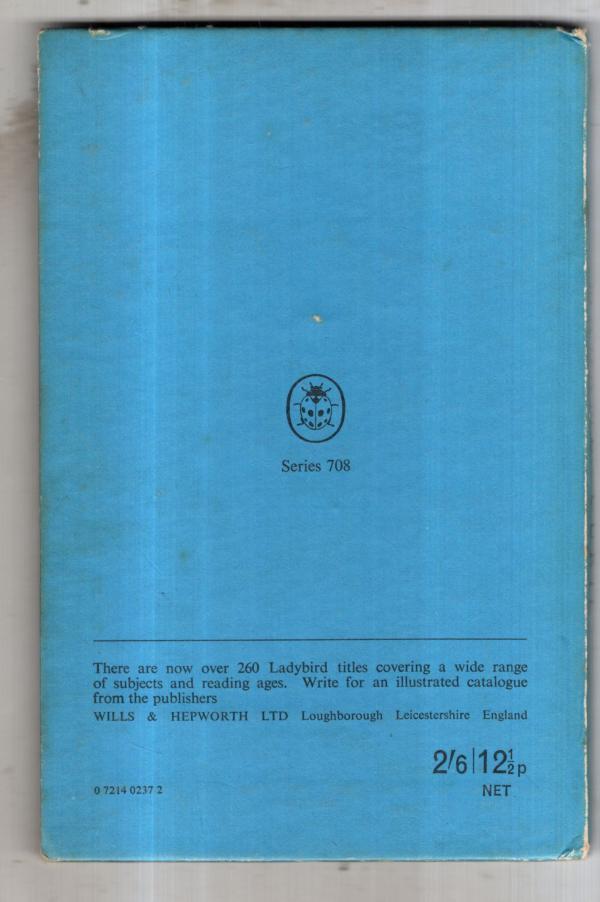 Series 708
There are now over 260 Ladybird titles covering a wide range
of subjects and reading ages. Write for an illustrated catalogue
from the publishers
WILLS & HEPWORTH LTD Loughborough Leicestershire England
2/6|12½p
0 7214 0237 2 NET